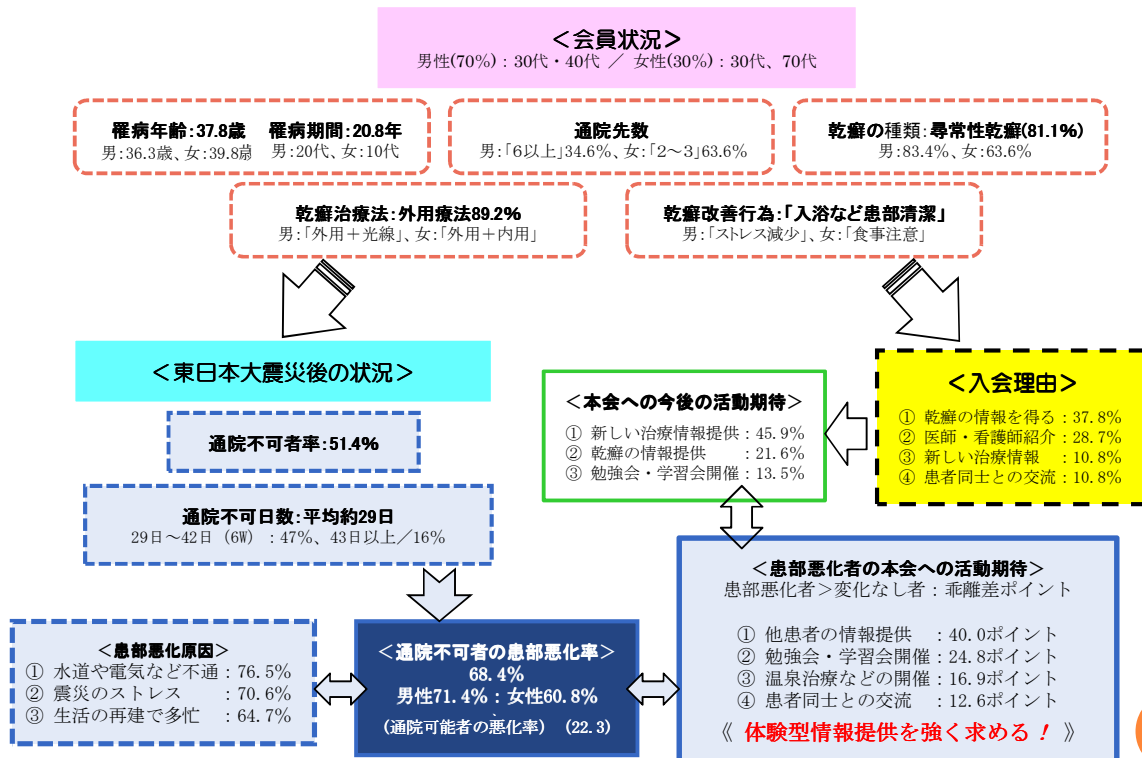 ＜会員状況＞
男性(70%)：30代・40代 ／ 女性(30%)：30代、70代
罹病年齢：37.8歳　罹病期間：20.8年
男：36.3歳、女：39.8歳　男：20代、女：10代
通院先数
男：「6以上」34.6%、女：「2～3」63.6%
乾癬の種類：尋常性乾癬(81.1%)
男：83.4%、女：63.6%
乾癬治療法：外用療法89.2%
男：「外用＋光線」、女：「外用＋内用」
乾癬改善行為：「入浴など患部清潔」
男：「ストレス減少」、女：「食事注意」
＜東日本大震災後の状況＞
通院不可者率：51.4%
通院不可日数：平均約29日
29日～42日（6W）：47%、43日以上／16%
＜本会への今後の活動期待＞
① 新しい治療情報提供：45.9%
② 乾癬の情報提供　　：21.6%
③ 勉強会・学習会開催：13.5%
＜入会理由＞
① 乾癬の情報を得る：37.8%
② 医師・看護師紹介：28.7%
③ 新しい治療情報　：10.8%
④ 患者同士との交流：10.8%
＜患部悪化原因＞
① 水道や電気など不通：76.5%
② 震災のストレス　　：70.6%
③ 生活の再建で多忙　：64.7%
＜通院不可者の患部悪化率＞
68.4%
男性71.4%：女性60.8%
(通院可能者の悪化率）（22.3）
＜患部悪化者の本会への活動期待＞
患部悪化者＞変化なし者：乖離差ポイント
① 他患者の情報提供　：40.0ポイント
② 勉強会・学習会開催：24.8ポイント
③ 温泉治療などの開催：16.9ポイント
④ 患者同士との交流　：12.6ポイント
《 体験型情報提供を強く求める！ 》